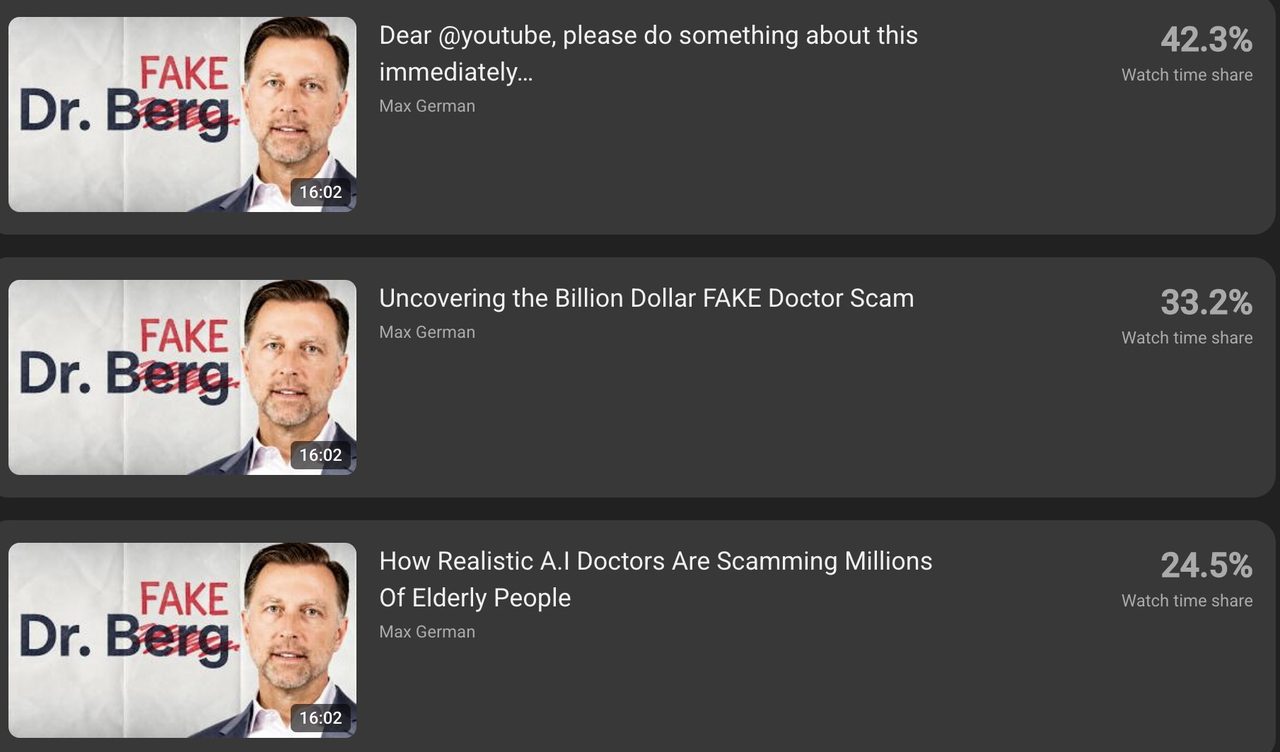 FAKE
Dr. Berg
16:02
Dear @youtube, please do something about this
immediately...
Max German
42.3%
Watch time share
FAKE
Dr. Berg
16:02
Uncovering the Billion Dollar FAKE Doctor Scam
Max German
33.2%
Watch time share
FAKE
Dr. Berg
16:02
How Realistic A.I Doctors Are Scamming Millions
Of Elderly People
Max German
24.5%
Watch time share